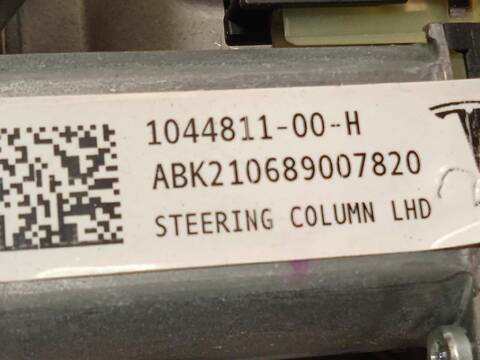 1044811-00-H
ABK210689007820
STEERING COLUMN LHD